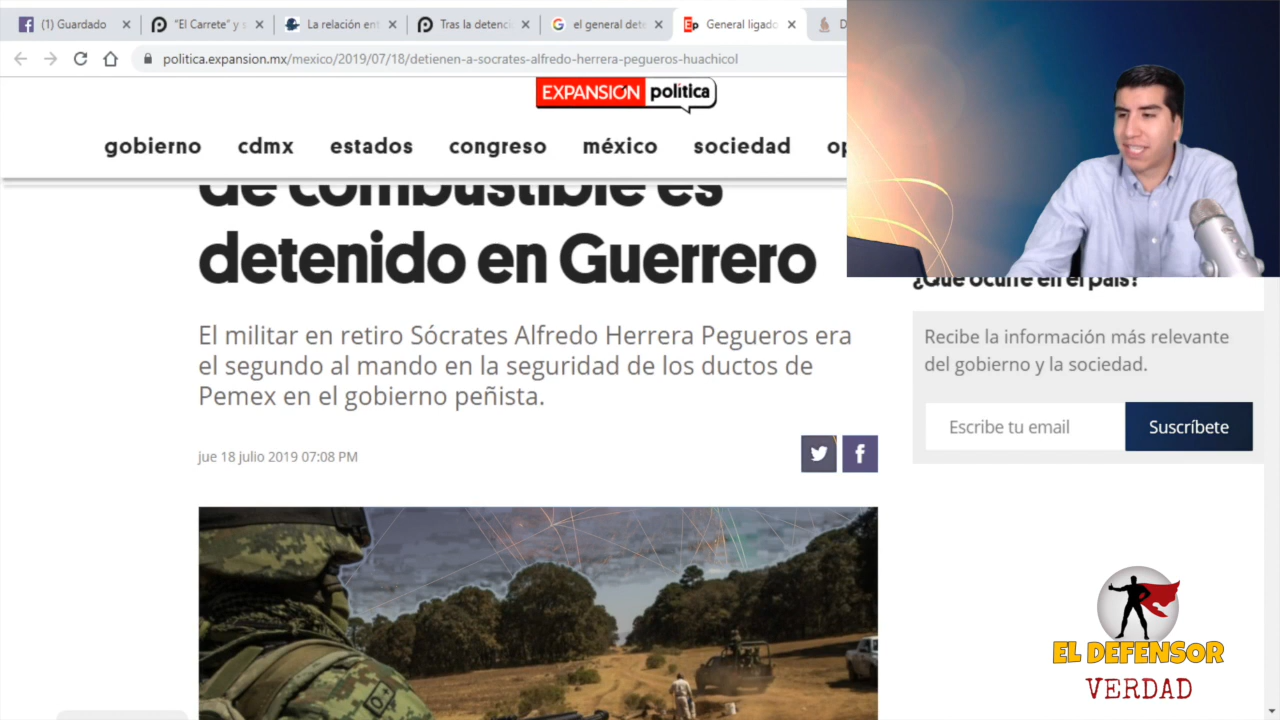 (1) Guardado
"El Carrete" y
La relación en
Tras la detenc
el general det
General ligado
D
politica.expansion.mx/mexico/2019/07/18/detienen-a-socrates-alfredo-herrera-pegueros-huachicol
EXPANSIÓN política
gobierno cdmx estados congreso méxico sociedad op
de combustible es
detenido en Guerrero
El militar en retiro Sócrates Alfredo Herrera Pegueros era
el segundo al mando en la seguridad de los ductos de
Pemex en el gobierno peñista.
jue 18 julio 2019 07:08 PM
¿Qué ocurre en el país?
Recibe la información más relevante
del gobierno y la sociedad.
Escribe tu email
Suscríbete
EL DEFENSOR
VERDAD